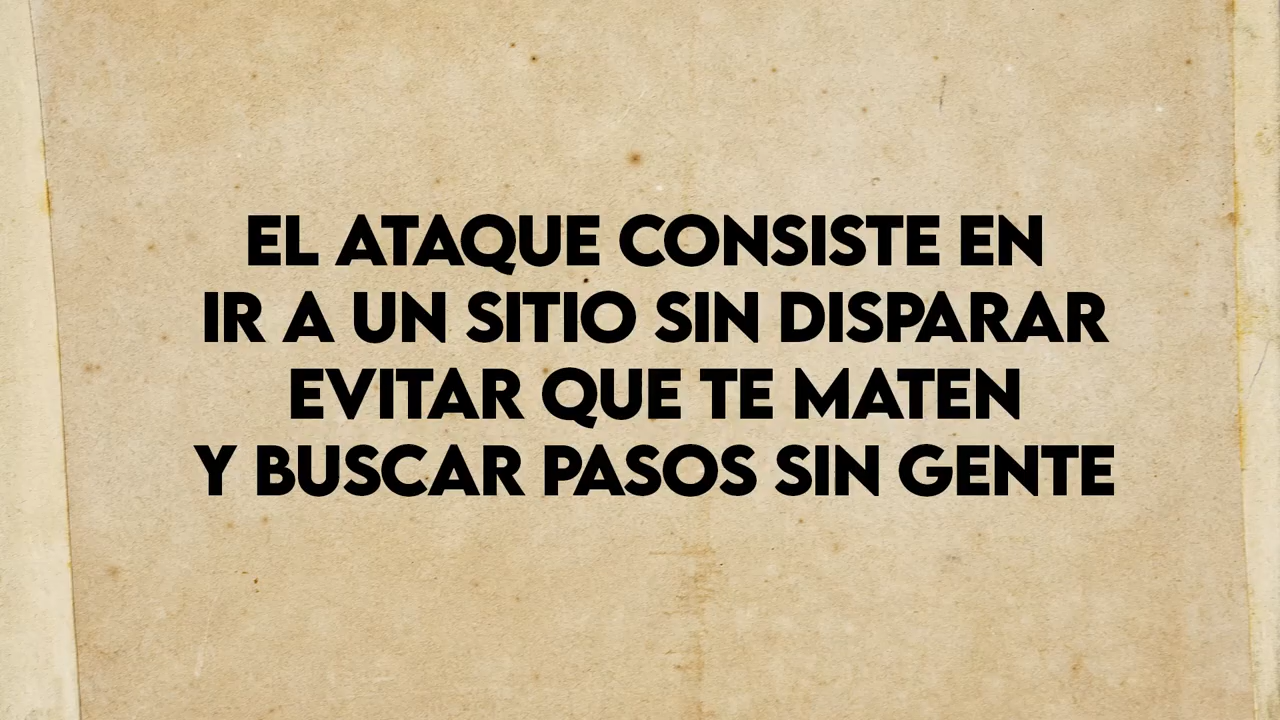 EL ATAQUE CONSISTE EN
IR A UN SITIO SIN DISPARAR
EVITAR QUE TE MATEN
Y BUSCAR PASOS SIN GENTE